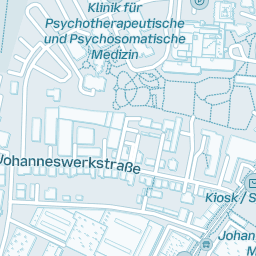 Klinik für
Psychotherapeutische
und Psychosomatische
Medizin
Johanneswerkstraße
Kiosk / S
Johan
M